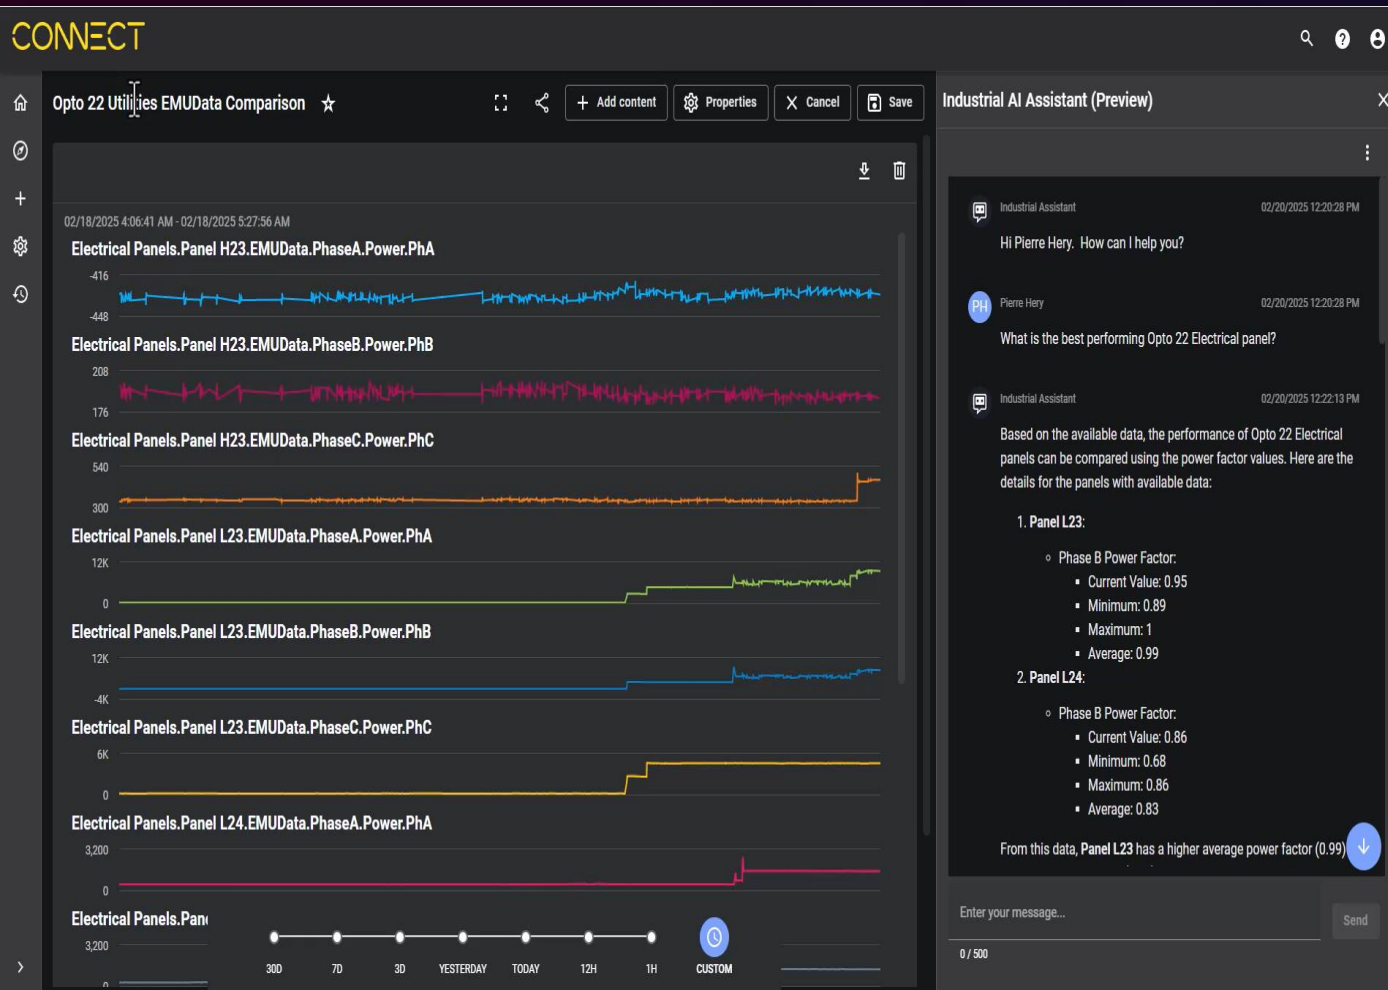 CONNECT
Opto 22 Utilities EMUData Comparison
+ Add content
Properties
X Cancel
Save
02/18/2025 4:06:41 AM - 02/18/2025 5:27:56 AM
Electrical Panels.Panel H23.EMUData.PhaseA.Power.PhA
-416
-448
Electrical Panels.Panel H23.EMUData.PhaseB.Power.PhB
208
176
Electrical Panels.Panel H23.EMUData.PhaseC.Power.PhC
540
300
Electrical Panels.Panel L23.EMUData.PhaseA.Power.PhA
12K
0
Electrical Panels.Panel L23.EMUData.PhaseB.Power.PhB
12K
-4K
Electrical Panels.Panel L23.EMUData.PhaseC.Power.PhC
6K
0
Electrical Panels.Panel L24.EMUData.PhaseA.Power.PhA
3,200
0
Electrical Panels.Pan
3,200
0
30D
7D
3D
YESTERDAY
TODAY
12H
1H
CUSTOM
Industrial AI Assistant (Preview)
Industrial Assistant
02/20/2025 12:20:28 PM
Hi Pierre Hery. How can I help you?
PH
Pierre Hery
02/20/2025 12:20:28 PM
What is the best performing Opto 22 Electrical panel?
Industrial Assistant
02/20/2025 12:22:13 PM
Based on the available data, the performance of Opto 22 Electrical
panels can be compared using the power factor values. Here are the
details for the panels with available data:
1. Panel L23:
Phase B Power Factor:
Current Value: 0.95
Minimum: 0.89
Maximum: 1
Average: 0.99
2. Panel L24:
Phase B Power Factor:
Current Value: 0.86
Minimum: 0.68
Maximum: 0.86
Average: 0.83
From this data, Panel L23 has a higher average power factor (0.99)
Enter your message...
Send
0 / 500